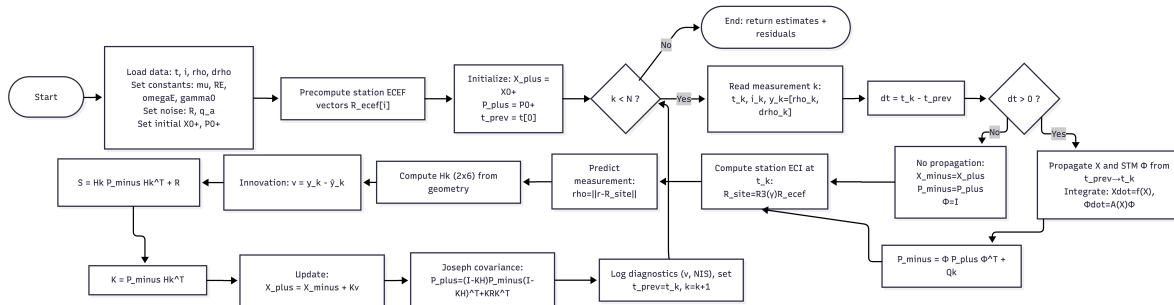 End: return estimates +
residuals
No
Start
Load data: t, i, rho, drho
Set constants: mu, RE,
omegaE, gamma0
Set noise: R, q_a
Set initial X0+, P0+
Precompute station ECEF
vectors R_ecef[i]
Initialize: X_plus =
X0+
P_plus = P0+
t_prev = t[0]
k < N ?
Yes
Read measurement k:
t_k, i_k, y_k=[rho_k,
drho_k]
dt = t_k - t_prev
dt > 0 ?
No
Yes
No propagation:
X_minus=X_plus
P_minus=P_plus
Φ=I
Propagate X and STM Φ from
t_prev→t_k
Integrate: Xdot=f(X),
Φdot=A(X)Φ
P_minus = Φ P_plus Φ^T +
Qk
Compute station ECI at
t_k:
R_site=R3(γ)R_ecef
Predict
measurement:
rho=||r-R_site||
Compute Hk (2x6) from
geometry
Innovation: v = y_k - ŷ_k
S = Hk P_minus Hk^T + R
K = P_minus Hk^T
Update:
X_plus = X_minus + Kv
Joseph covariance:
P_plus=(I-KH)P_minus(I-
KH)^T+KRK^T
Log diagnostics (v, NIS), set
t_prev=t_k, k=k+1